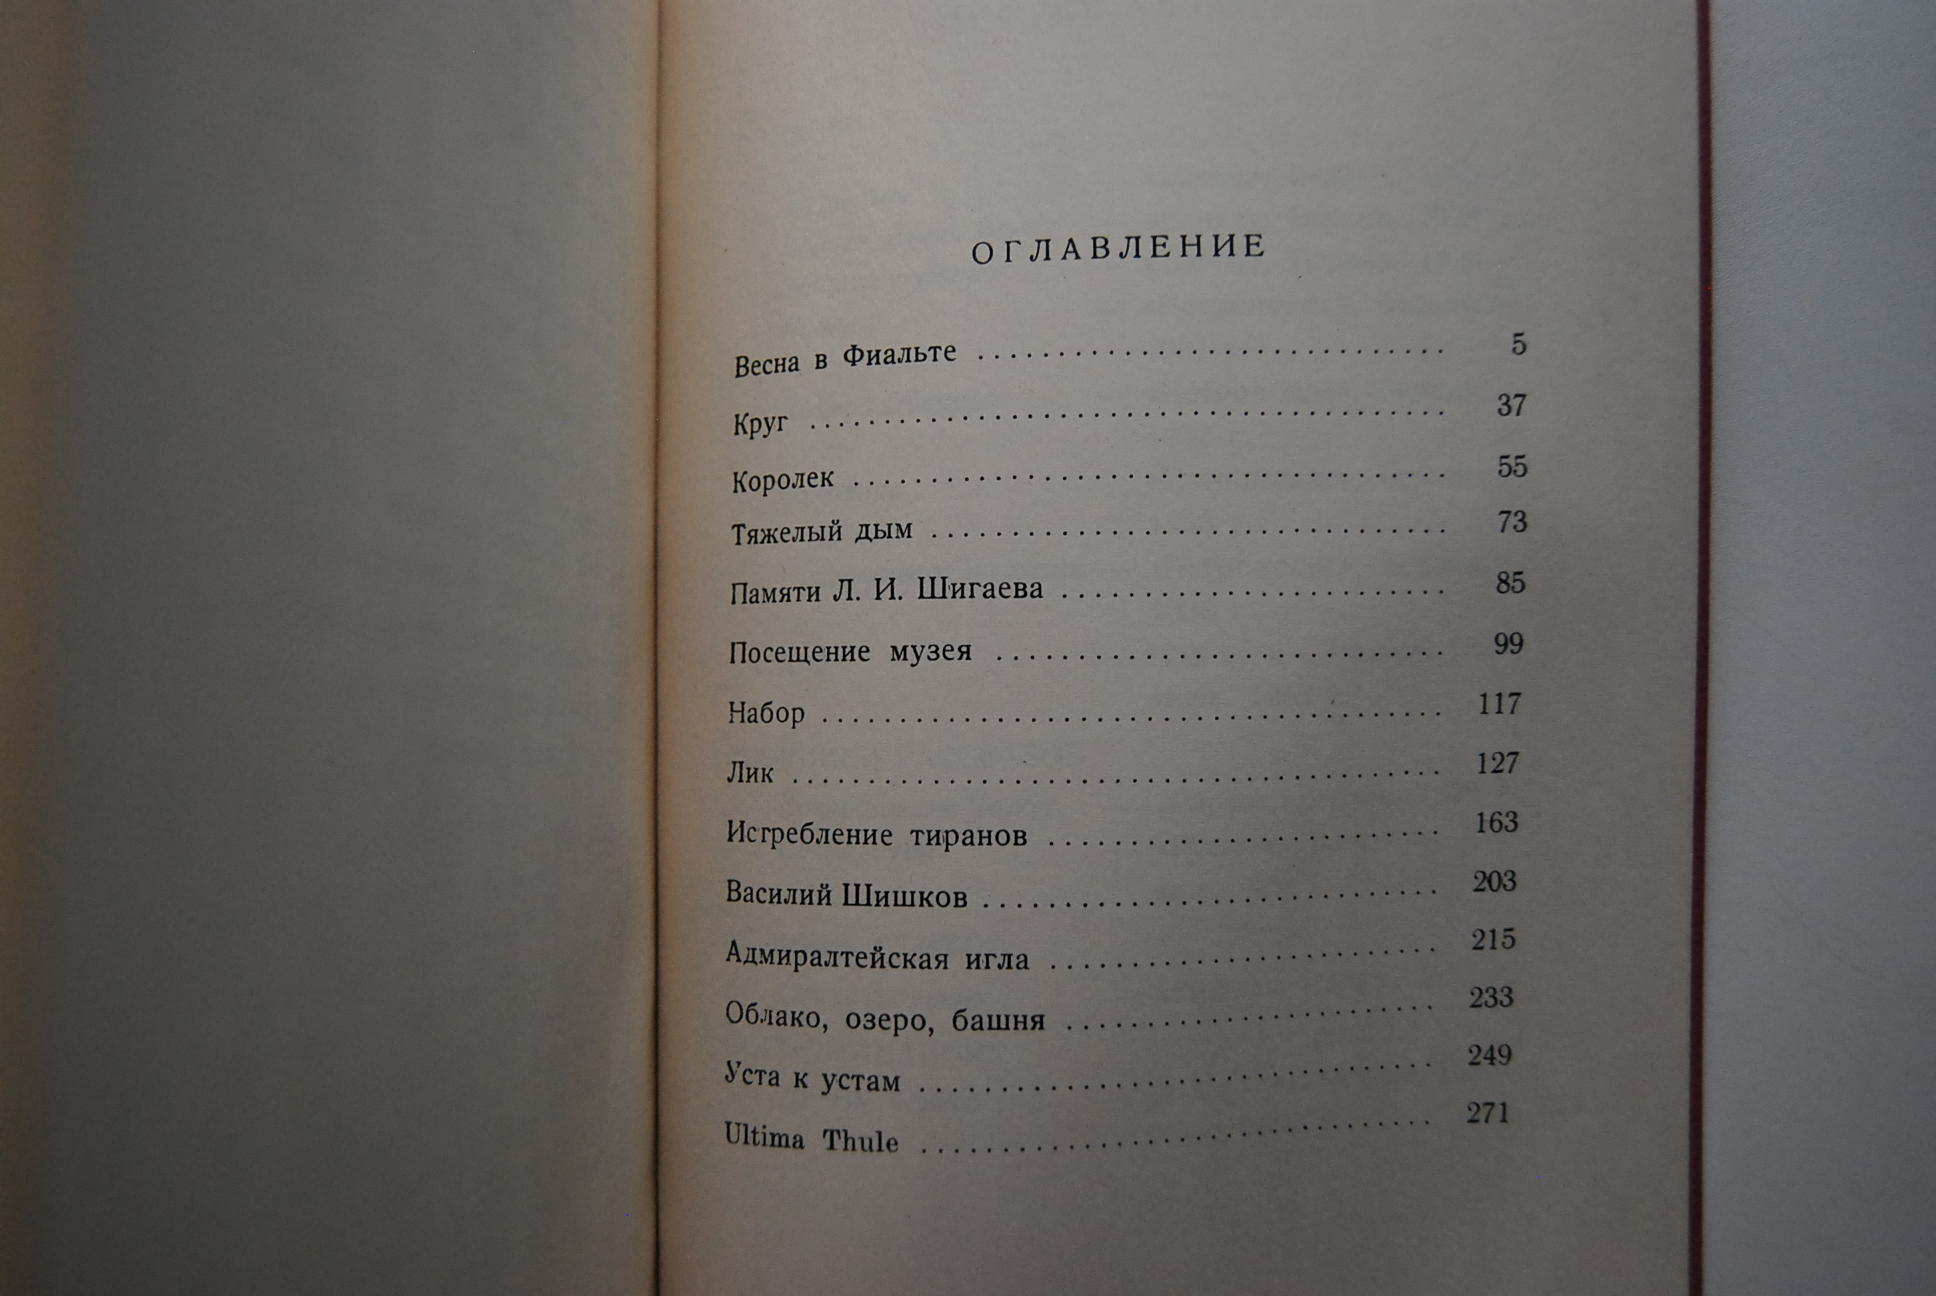 ОГЛАВЛЕНИЕ
Весна в Фиальте .............................. 5
Круг ........................................ 37
Королек ...................................... 55
Тяжелый дым ................................. 73
Памяти Л. И. Шигаева ........................ 85
Посещение музея ............................. 99
Набор ....................................... 117
Лик ......................................... 127
Истребление тиранов ......................... 163
Василий Шишков .............................. 203
Адмиралтейская игла ......................... 215
Облако, озеро, башня ........................ 233
Уста к устам ................................ 249
Ultima Thule ................................ 271